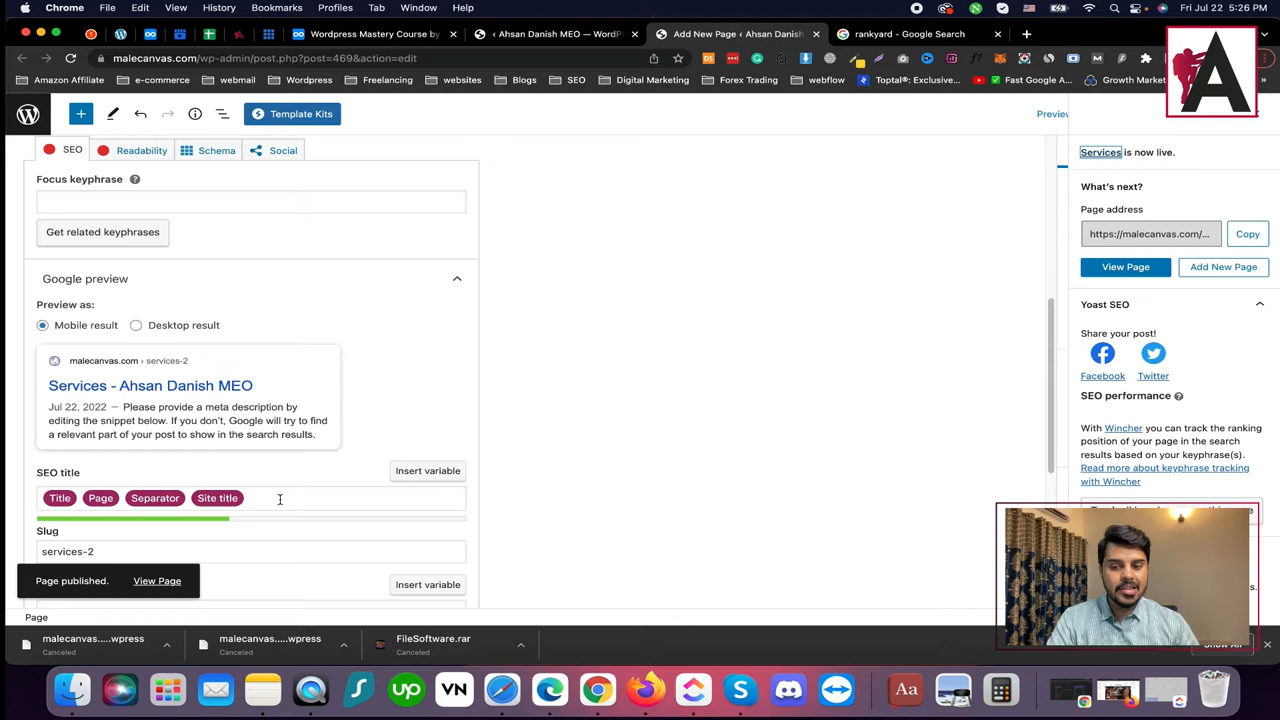 Chrome File Edit View History Bookmarks Profiles Tab Window Help Fri Jul 22 5:26 PM
Wordpress Mastery Course by
‹ Ahsan Danish MEO — WordPr
Add New Page ‹ Ahsan Danish
rankyard - Google Search
malecanvas.com/wp-admin/post.php?post=469&action=edit
Amazon Affiliate e-commerce webmail Wordpress Freelancing websites Blogs SEO Digital Marketing Forex Trading webflow Toptal®: Exclusive... Fast Google A... Growth Market
A
Template Kits
Preview
SEO Readability Schema Social
Services is now live.
Focus keyphrase
What's next?
Page address
Get related keyphrases
https://malecanvas.com/... Copy
View Page Add New Page
Google preview
Preview as:
Yoast SEO
Mobile result Desktop result
Share your post!
malecanvas.com › services-2
Facebook Twitter
Services - Ahsan Danish MEO
SEO performance
Jul 22, 2022 － Please provide a meta description by
editing the snippet below. If you don't, Google will try to find
a relevant part of your post to show in the search results.
With Wincher you can track the ranking
position of your page in the search
results based on your keyphrase(s).
Read more about keyphrase tracking
with Wincher
SEO title Insert variable
Title Page Separator Site title
Slug
services-2
Page published. View Page
Insert variable
Page
malecanvas.....wpress
Canceled
malecanvas.....wpress
Canceled
FileSoftware.rar
Canceled
Show All
up VN Aa